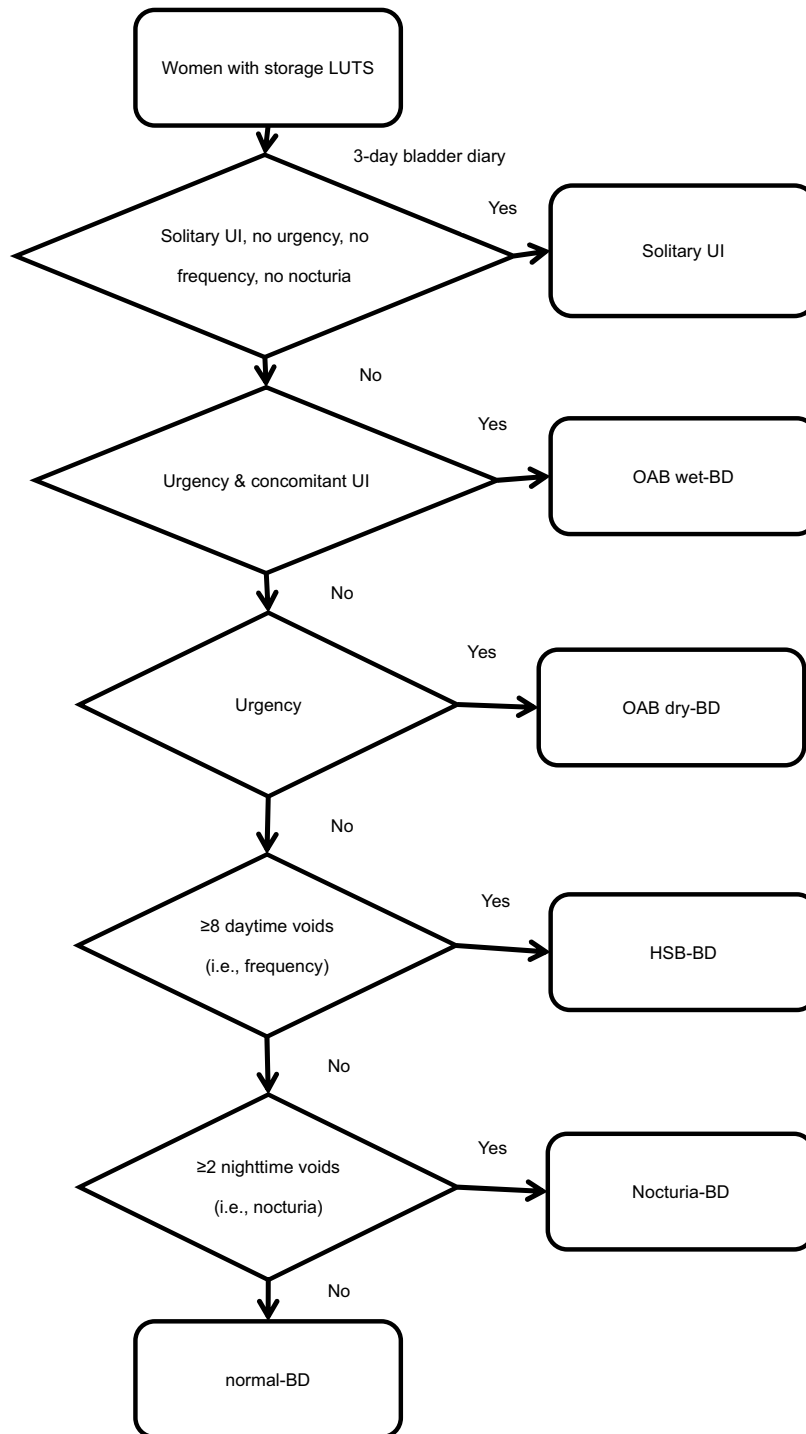 Women with storage LUTS
3-day bladder diary
Yes
Solitary UI, no urgency, no
frequency, no nocturia
Solitary UI
No
Yes
Urgency & concomitant UI
OAB wet-BD
No
Yes
Urgency
OAB dry-BD
No
Yes
≥8 daytime voids
(i.e., frequency)
HSB-BD
No
Yes
≥2 nighttime voids
(i.e., nocturia)
Nocturia-BD
No
normal-BD